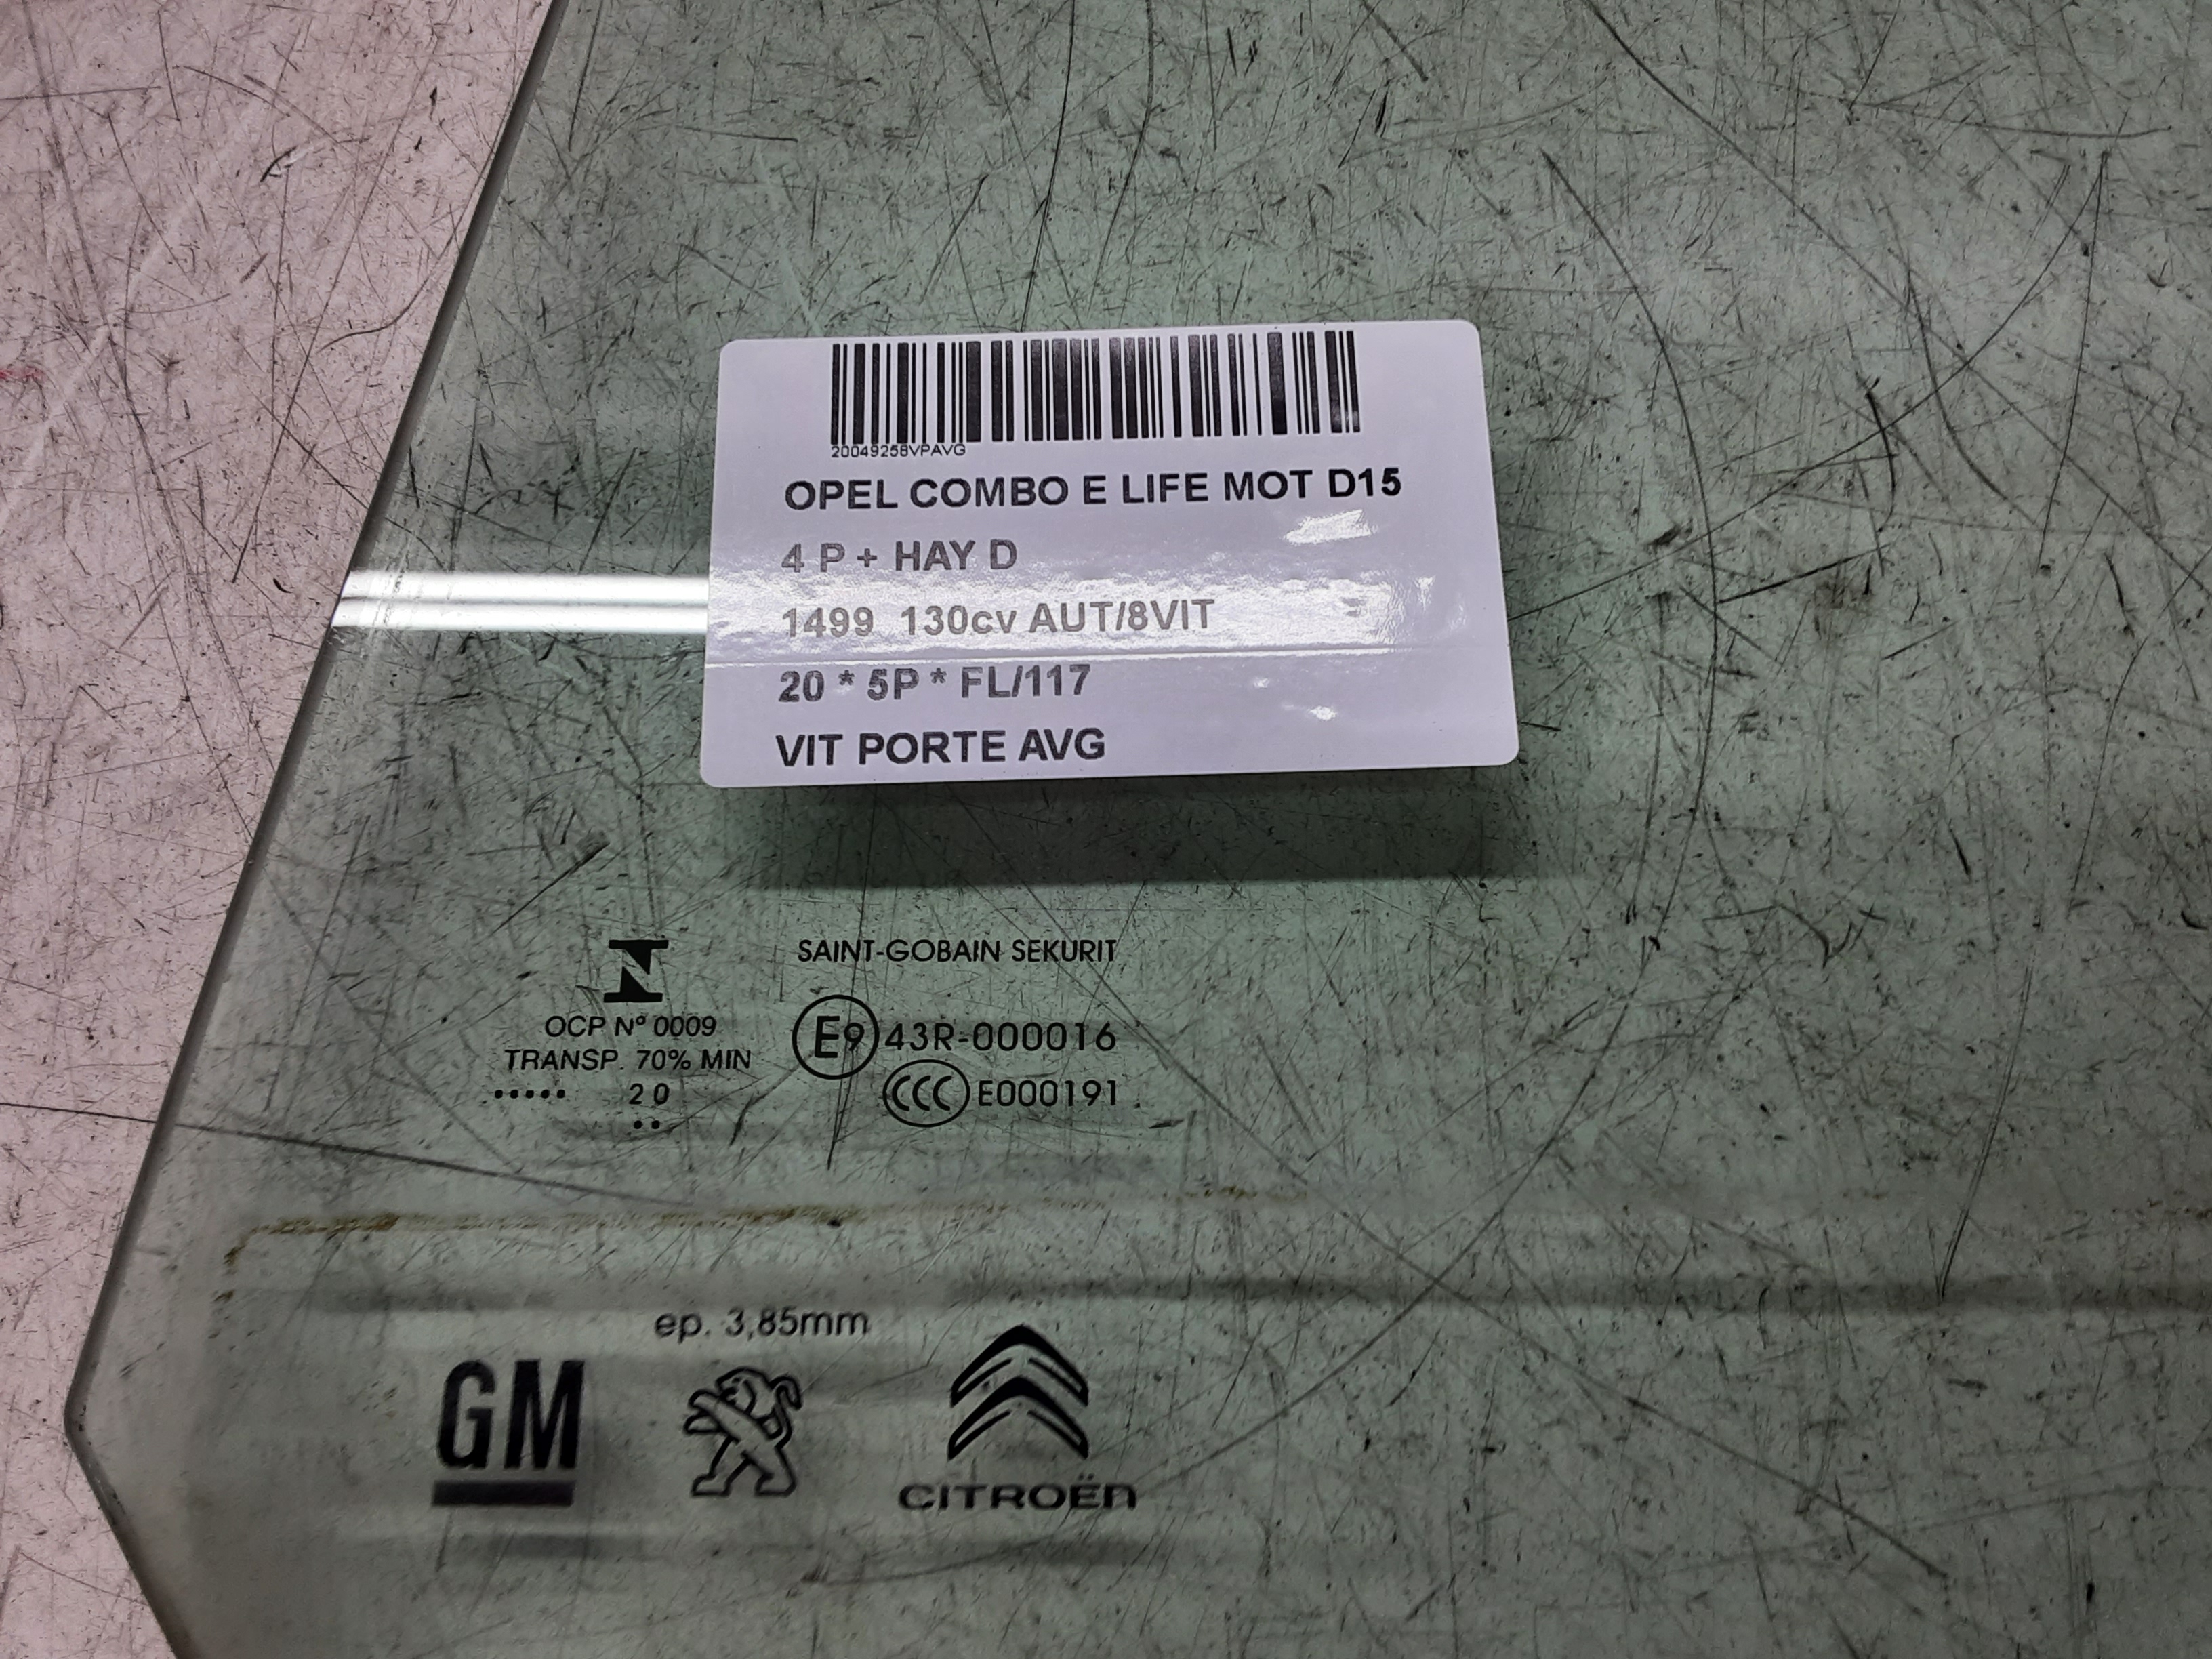 20049258VPAVG
OPEL COMBO E LIFE MOT D15
4 P + HAY D
1499 130cv AUT/8VIT
20 * 5P * FL/117
VIT PORTE AVG
SAINT-GOBAIN SEKURIT
OCP Nº 0009
TRANSP. 70% MIN
..... 20
..
E9 43R-000016
CCC E000191
ep. 3,85mm
GM
CITROËN